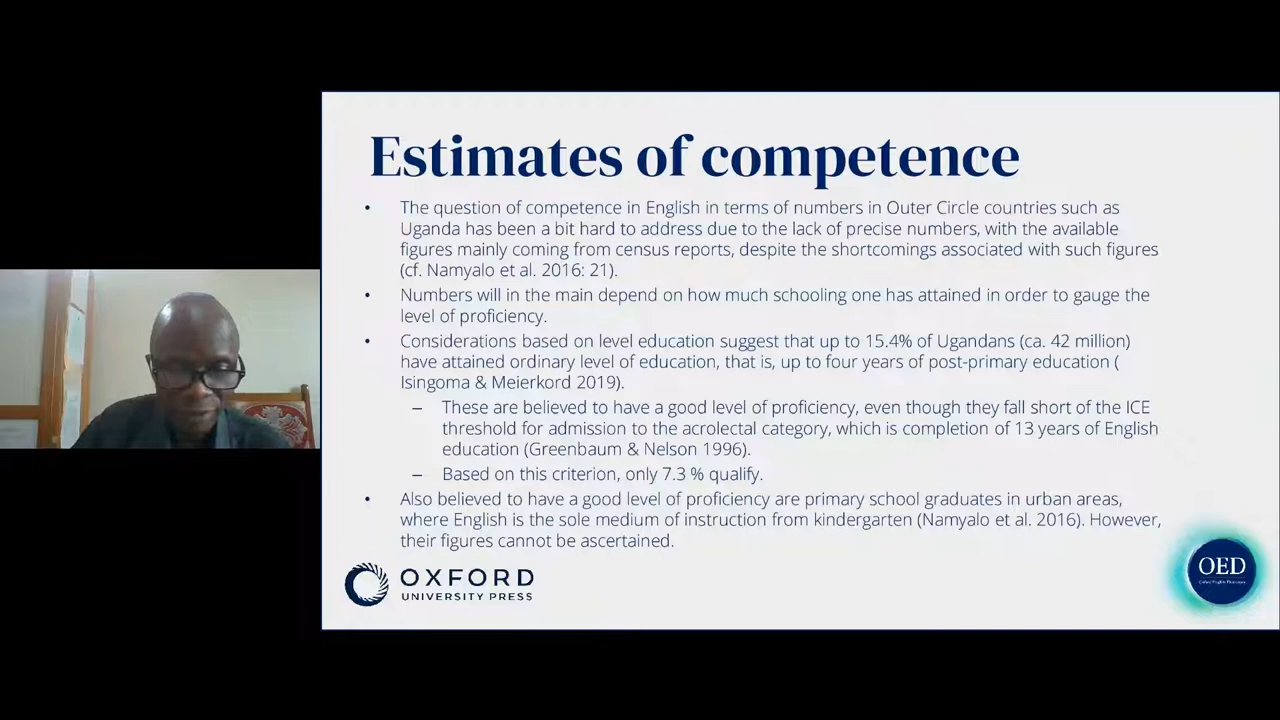 Estimates of competence
• The question of competence in English in terms of numbers in Outer Circle countries such as
Uganda has been a bit hard to address due to the lack of precise numbers, with the available
figures mainly coming from census reports, despite the shortcomings associated with such figures
(cf. Namyalo et al. 2016: 21).
• Numbers will in the main depend on how much schooling one has attained in order to gauge the
level of proficiency.
• Considerations based on level education suggest that up to 15.4% of Ugandans (ca. 42 million)
have attained ordinary level of education, that is, up to four years of post-primary education (
Isingoma & Meierkord 2019).
– These are believed to have a good level of proficiency, even though they fall short of the ICE
threshold for admission to the acrolectal category, which is completion of 13 years of English
education (Greenbaum & Nelson 1996).
– Based on this criterion, only 7.3 % qualify.
• Also believed to have a good level of proficiency are primary school graduates in urban areas,
where English is the sole medium of instruction from kindergarten (Namyalo et al. 2016). However,
their figures cannot be ascertained.
OXFORD
UNIVERSITY PRESS
OED
Oxford English Dictionary